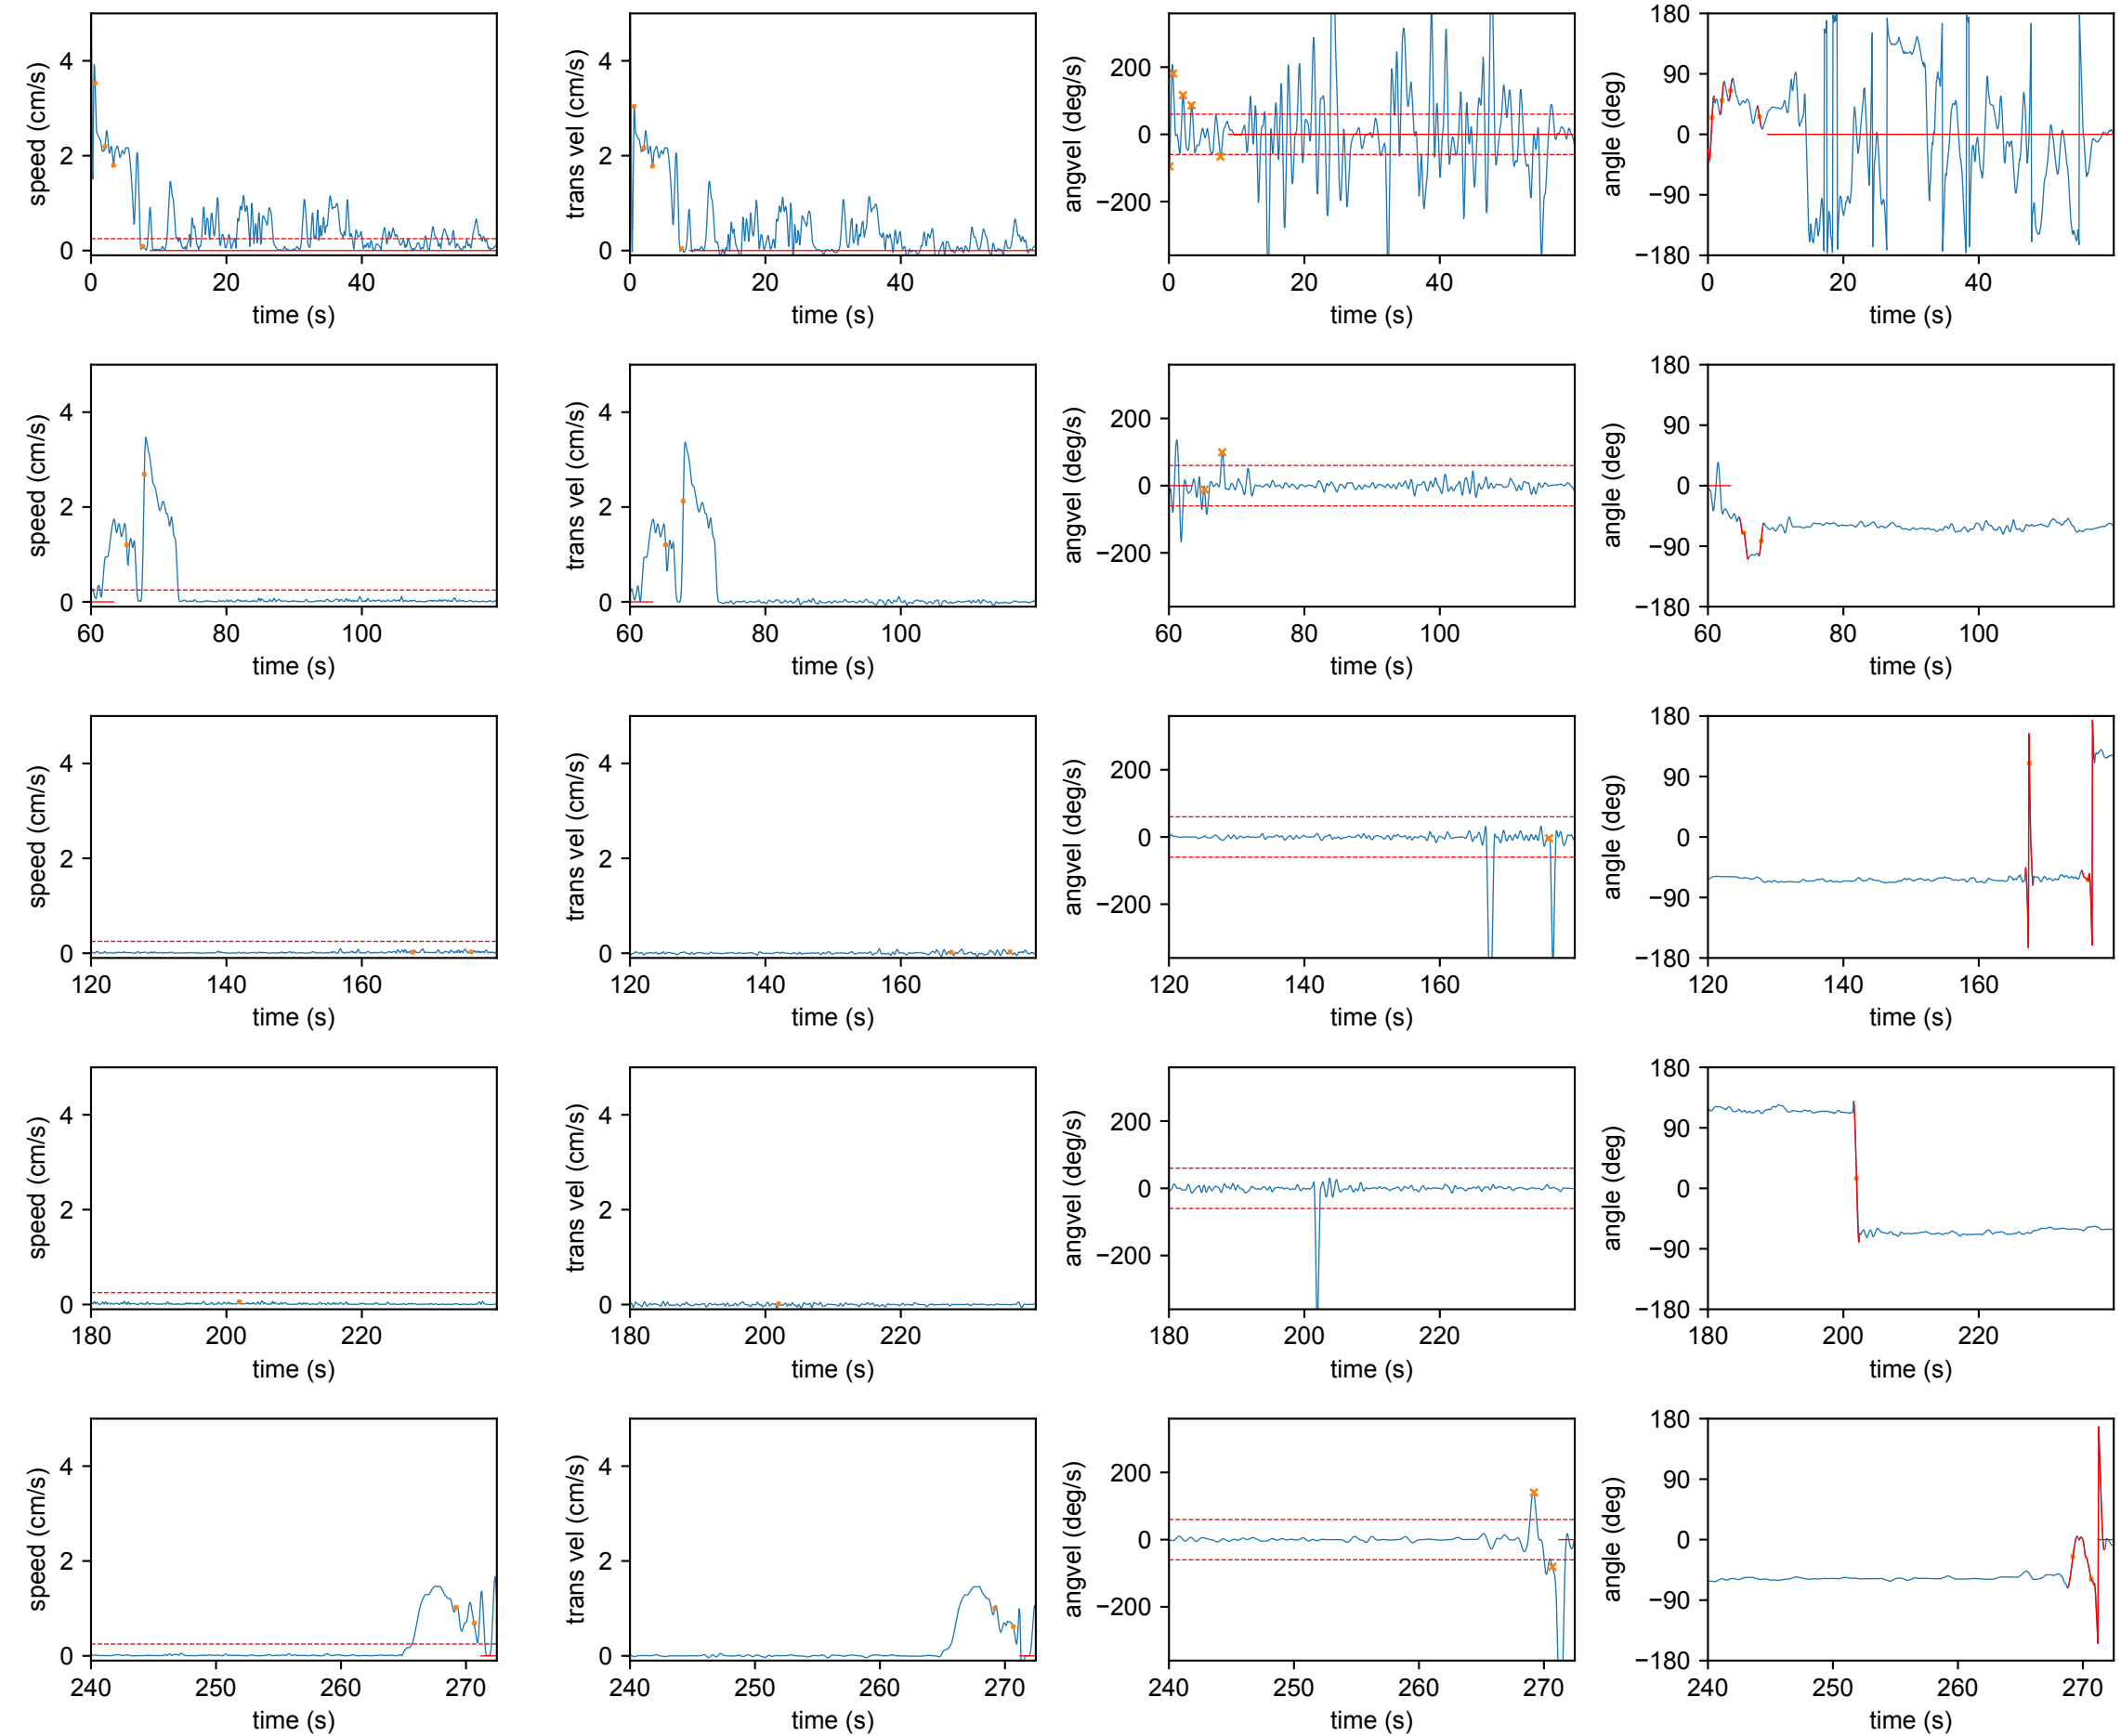 speed (cm/s)
4
2
0
0 20 40
time (s)
trans vel (cm/s)
4
2
0
0 20 40
time (s)
angvel (deg/s)
200
0
−200
0 20 40
time (s)
angle (deg)
180
90
0
−90
−180
0 20 40
time (s)
speed (cm/s)
4
2
0
60 80 100
time (s)
trans vel (cm/s)
4
2
0
60 80 100
time (s)
angvel (deg/s)
200
0
−200
60 80 100
time (s)
angle (deg)
180
90
0
−90
−180
60 80 100
time (s)
speed (cm/s)
4
2
0
120 140 160
time (s)
trans vel (cm/s)
4
2
0
120 140 160
time (s)
angvel (deg/s)
200
0
−200
120 140 160
time (s)
angle (deg)
180
90
0
−90
−180
120 140 160
time (s)
speed (cm/s)
4
2
0
180 200 220
time (s)
trans vel (cm/s)
4
2
0
180 200 220
time (s)
angvel (deg/s)
200
0
−200
180 200 220
time (s)
angle (deg)
180
90
0
−90
−180
180 200 220
time (s)
speed (cm/s)
4
2
0
240 250 260 270
time (s)
trans vel (cm/s)
4
2
0
240 250 260 270
time (s)
angvel (deg/s)
200
0
−200
240 250 260 270
time (s)
angle (deg)
180
90
0
−90
−180
240 250 260 270
time (s)